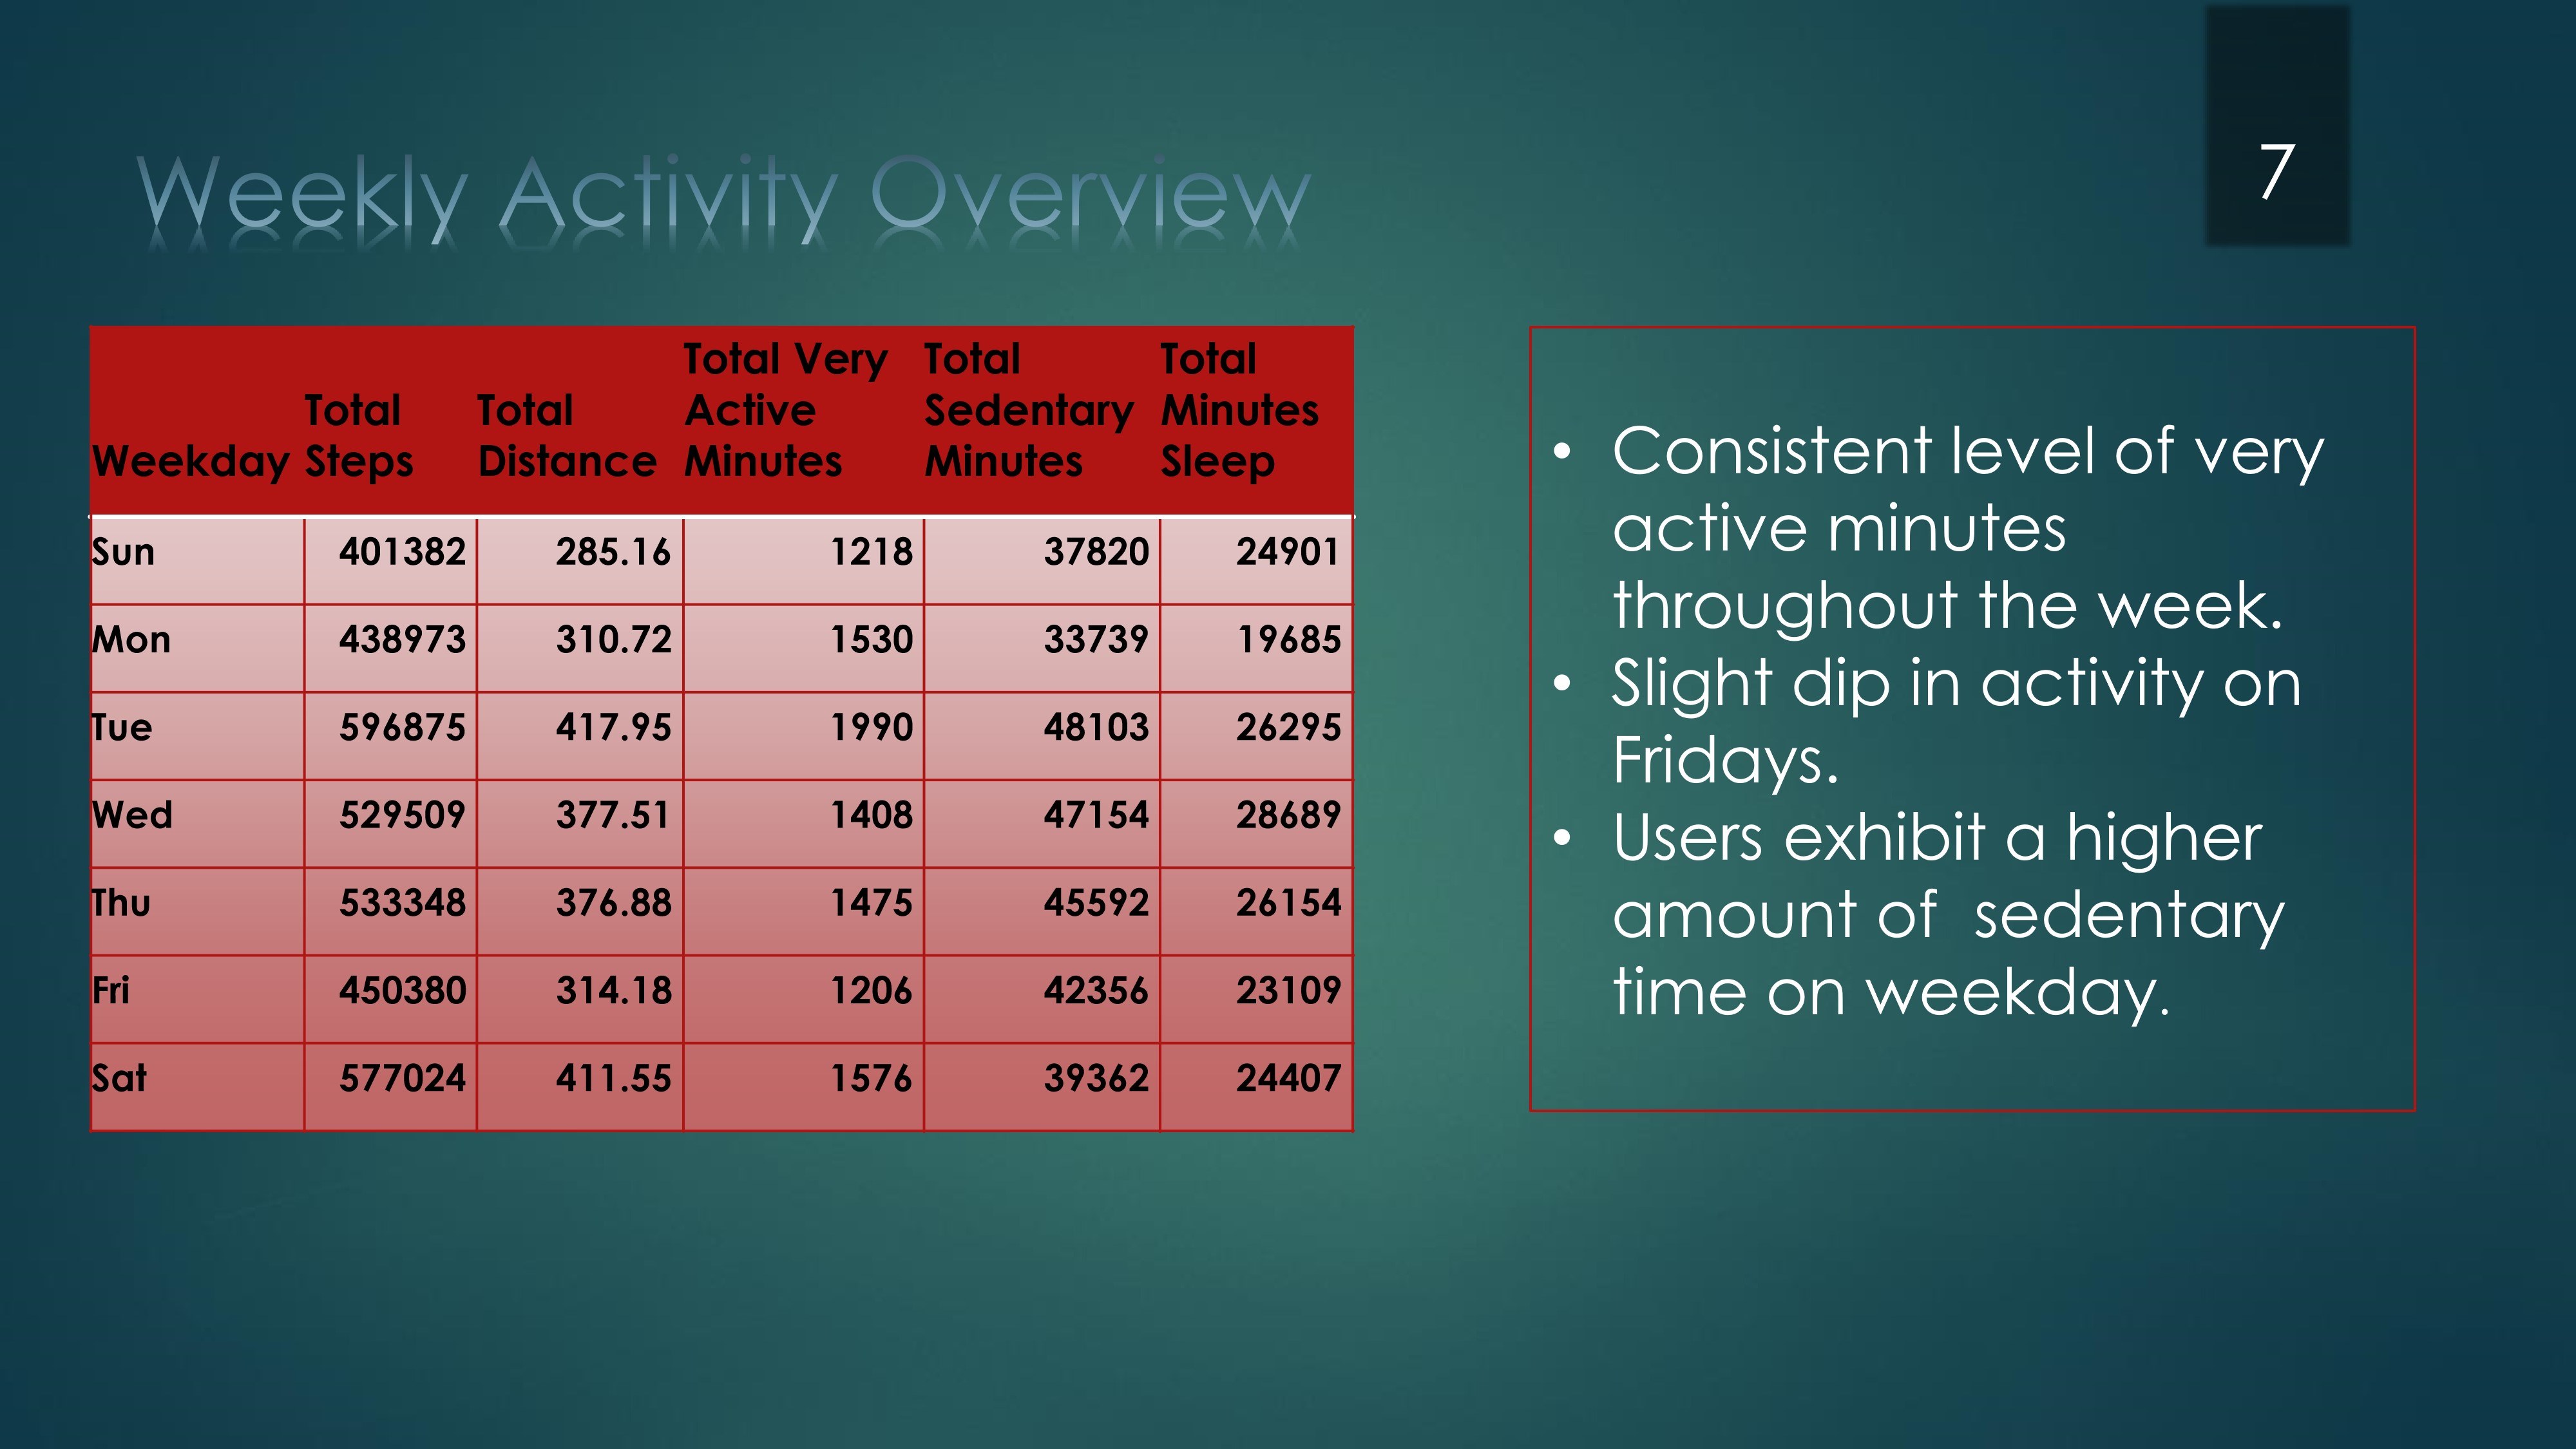 7
Weekly Activity Overview
Weekday Total Steps Total Distance Total Very Active Minutes Total Sedentary Minutes Total Minutes Sleep
Sun 401382 285.16 1218 37820 24901
Mon 438973 310.72 1530 33739 19685
Tue 596875 417.95 1990 48103 26295
Wed 529509 377.51 1408 47154 28689
Thu 533348 376.88 1475 45592 26154
Fri 450380 314.18 1206 42356 23109
Sat 577024 411.55 1576 39362 24407
• Consistent level of very
active minutes
throughout the week.
• Slight dip in activity on
Fridays.
• Users exhibit a higher
amount of  sedentary
time on weekday.